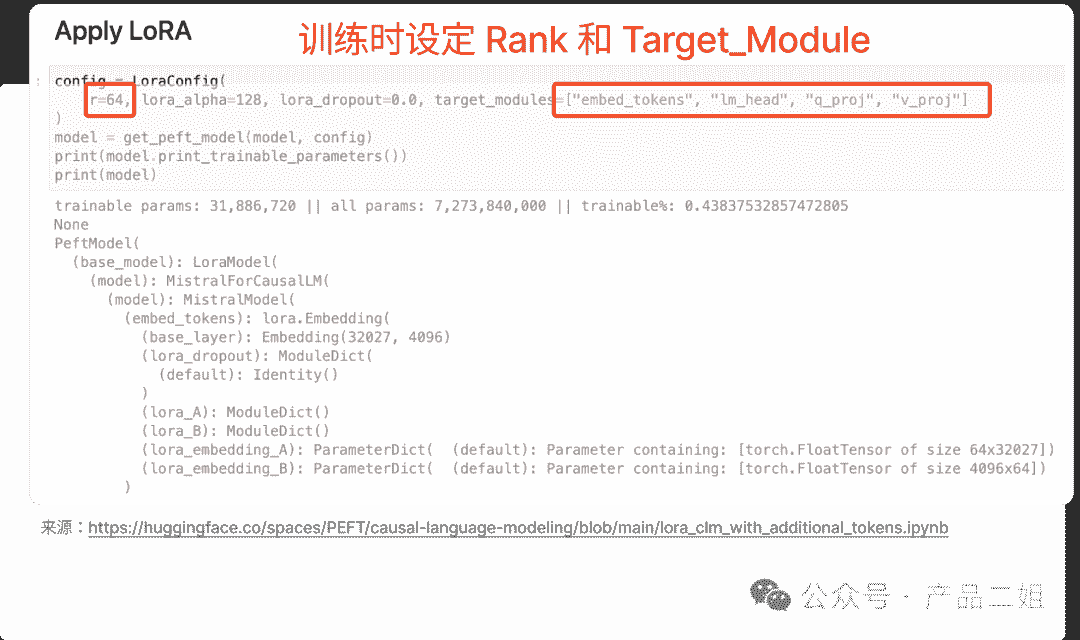 Apply LoRA
训练时设定 Rank 和 Target_Module
config = LoraConfig(
r=64, lora_alpha=128, lora_dropout=0.0, target_modules=["embed_tokens", "lm_head", "q_proj", "v_proj"]
)
model = get_peft_model(model, config)
print(model.print_trainable_parameters())
print(model)
trainable params: 31,886,720 || all params: 7,273,840,000 || trainable%: 0.43837532857472805
None
PeftModel(
(base_model): LoraModel(
(model): MistralForCausalLM(
(model): MistralModel(
(embed_tokens): lora.Embedding(
(base_layer): Embedding(32027, 4096)
(lora_dropout): ModuleDict(
(default): Identity()
)
(lora_A): ModuleDict()
(lora_B): ModuleDict()
(lora_embedding_A): ParameterDict(  (default): Parameter containing: [torch.FloatTensor of size 64x32027])
(lora_embedding_B): ParameterDict(  (default): Parameter containing: [torch.FloatTensor of size 4096x64])
)
来源：https://huggingface.co/spaces/PEFT/causal-language-modeling/blob/main/lora_clm_with_additional_tokens.ipynb
公众号 · 产品二姐